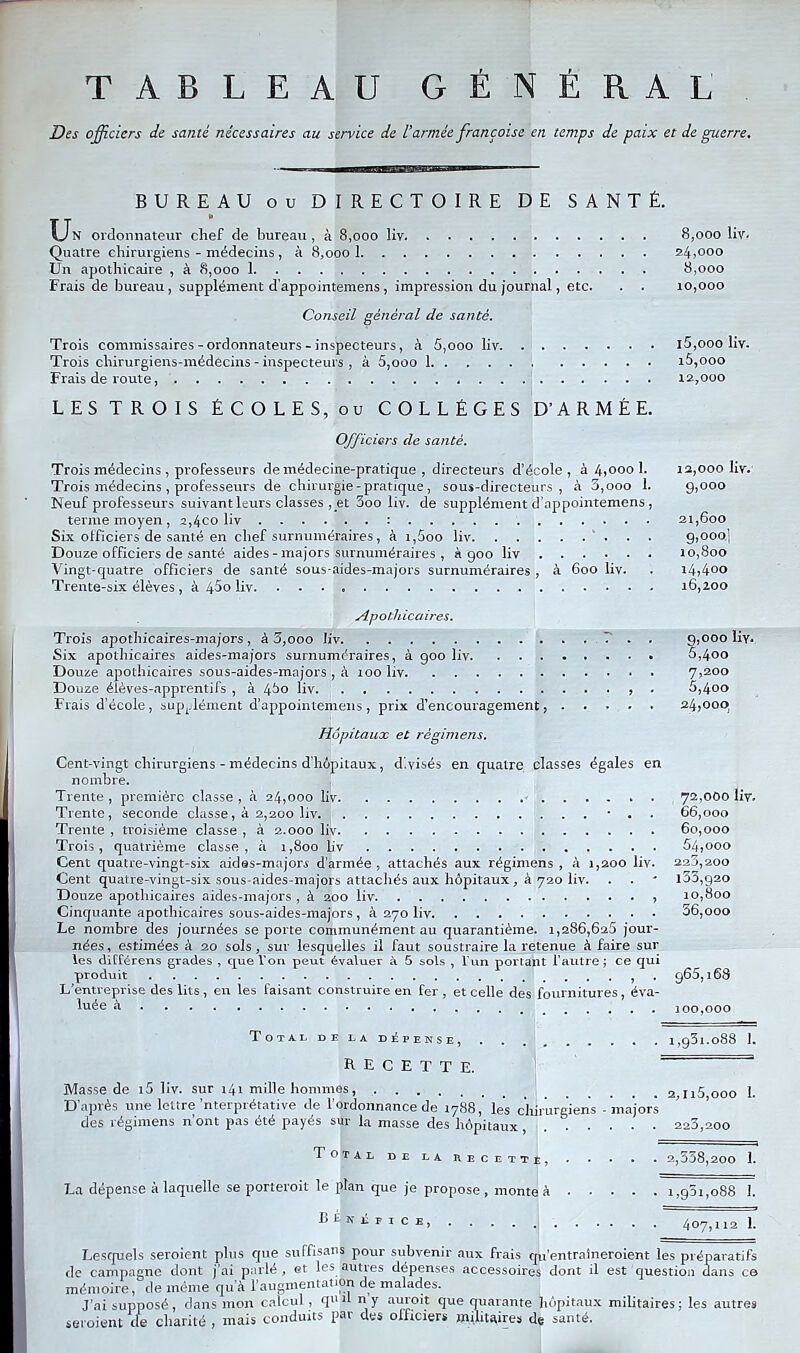 TABLEAU GÉNÉRAL
Des officiers de santé nécessaires au service de l'armée françoise en temps de paix et de guerre.
BUREAU ou DIRECTOIRE DE SANTÉ.
UN ordonnateur chef de bureau, à 8,000 liv. . . . . . . . . . . . 8,000 liv.
Quatre chirurgiens-médecins, à 8,000 l. . . . . . . . . . . . 24,000
Un apothicaire, à 8,000 l. . . . . . . . . . . . 8,000
Frais de bureau, supplément d'appointemens, impression du journal, etc. . . 10,000
Conseil général de santé.
Trois commissaires-ordonnateurs-inspecteurs, à 5,000 liv. . . . . . . . 15,000 liv.
Trois chirurgiens-médecins-inspecteurs, à 5,000 l. . . . . . . . . . 15,000
Frais de route, . . . . . . . . . . . . 12,000
LES TROIS ÉCOLES, ou COLLÉGES D'ARMÉE.
Officiers de santé.
Trois médecins, professeurs de médecine-pratique, directeurs d'école, à 4,000 l. 12,000 liv.
Trois médecins, professeurs de chirurgie-pratique, sous-directeurs, à 3,000 l. 9,000
Neuf professeurs suivant leurs classes, et 300 liv. de supplément d'appointemens,
terme moyen, 2,4co liv . . . . . . . : . . . . . . . . . 21,600
Six officiers de santé en chef surnuméraires, à 1,500 liv. . . . . . . . . 9,000
Douze officiers de santé aides-majors surnuméraires, à 900 liv . . . . . . 10,800
Vingt-quatre officiers de santé sous-aides-majors surnuméraires, à 600 liv. . 14,400
Trente-six élèves, à 450 liv. . . . . . . . . . . . 16,200
Apothicaires.
Trois apothicaires-majors, à 3,000 liv. . . . . . . . . . . . 9,000 liv.
Six apothicaires aides-majors surnuméraires, à 900 liv. . . . . . . . . 5,400
Douze apothicaires sous-aides-majors, à 100 liv. . . . . . . . . . . 7,200
Douze élèves-apprentifs, à 450 liv. . . . . . . . . . . , . 5,400
Frais d'école, supplément d'appointemens, prix d'encouragement, . . . . . 24,000
Hôpitaux et régimens.
Cent-vingt chirurgiens-médecins d'hôpitaux, divisés en quatre classes égales en
nombre.
Trente, première classe, à 24,000 liv. . . . . . . . . . . . 72,000 liv.
Trente, seconde classe, à 2,200 liv. . . . . . . . . . . . 66,000
Trente, troisième classe, à 2.000 liv. . . . . . . . . . . . 60,000
Trois, quatrième classe, à 1,800 liv . . . . . . . . . . . 54,000
Cent quatre-vingt-six aides-majors d'armée, attachés aux régimens, à 1,200 liv. 223,200
Cent quatre-vingt-six sous-aides-majors attachés aux hôpitaux, à 720 liv. . . . 133,920
Douze apothicaires aides-majors, à 200 liv. . . . . . . . . . . , 10,800
Cinquante apothicaires sous-aides-majors, à 270 liv. . . . . . . . . . 36,000
Le nombre des journées se porte communément au quarantième. 1,286,625 jour-
nées, estimées à 20 sols, sur lesquelles il faut soustraire la retenue à faire sur
les différens grades, que l'on peut évaluer à 5 sols, l'un portant l'autre; ce qui
produit . . . . . . . . . . . . , . 965,168
L'entreprise des lits, en les faisant construire en fer, et celle des fournitures, éva-
luée à . . . . . . . . . . . . 100,000
TOTAL DE LA DÉPENSE, . . . . . . . . . 1,931.088 l.
RECETTE.
Masse de 15 liv. sur 141 mille hommes, . . . . . . . . . . . 2,115,000 l.
D'après une lettre 'nterprétative de l'ordonnance de 1788, les chirurgiens-majors
des régimens n'ont pas été payés sur la masse des hôpitaux, . . . . . . 223,200
TOTAL DE LA RECETTE, . . . . . 2,338,200 l.
La dépense à laquelle se porteroit le plan que je propose, monte à . . . . . 1,931,088 l.
BÉNÉFICE, . . . . . . . . . . . 407,112 l.
Lesquels seroient plus que suffisans pour subvenir aux frais qu'entraîneroient les préparatifs
de campagne dont j'ai parlé, et les autres dépenses accessoires dont il est question dans ce
mémoire, de même qu'à l'augmentation de malades.
J'ai supposé, dans mon calcul, qu'il n'y auroit que quarante hôpitaux militaires; les autres
seroient de charité, mais conduits par des officiers militaires de santé.